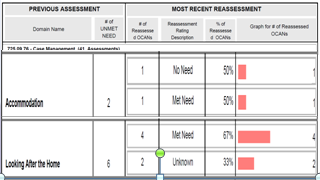 PREVIOUS ASSESSMENT MOST RECENT REASSESSMENT
Domain Name # of UNMET NEED # of Reassesse d OCANs Reassessment Rating Description % of Reassesse d OCANs Graph for # of Reassessed OCANs
725 09 76 - Case Management (41 Assessments)
1 No Need 50% 1
Accommodation 2 1 Met Need 50% 1
4 Met Need 67% 4
Looking After the Home 6 2 Unknown 33% 2